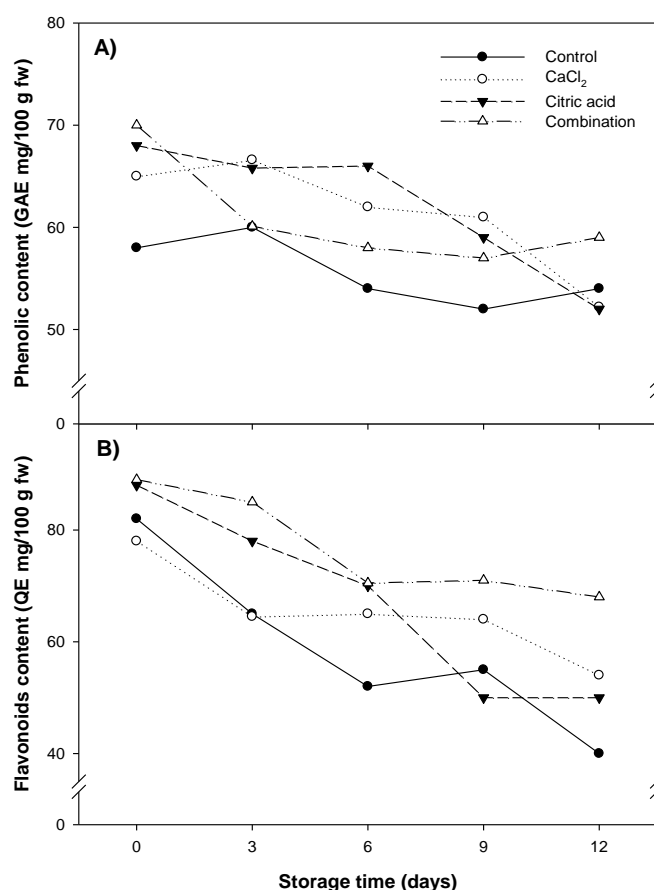 A)
Control
CaCl₂
Citric acid
Combination
Phenolic content (GAE mg/100 g fw)
80
70
60
50
0
B)
Flavonoids content (QE mg/100 g fw)
80
60
40
0
0 3 6 9 12
Storage time (days)